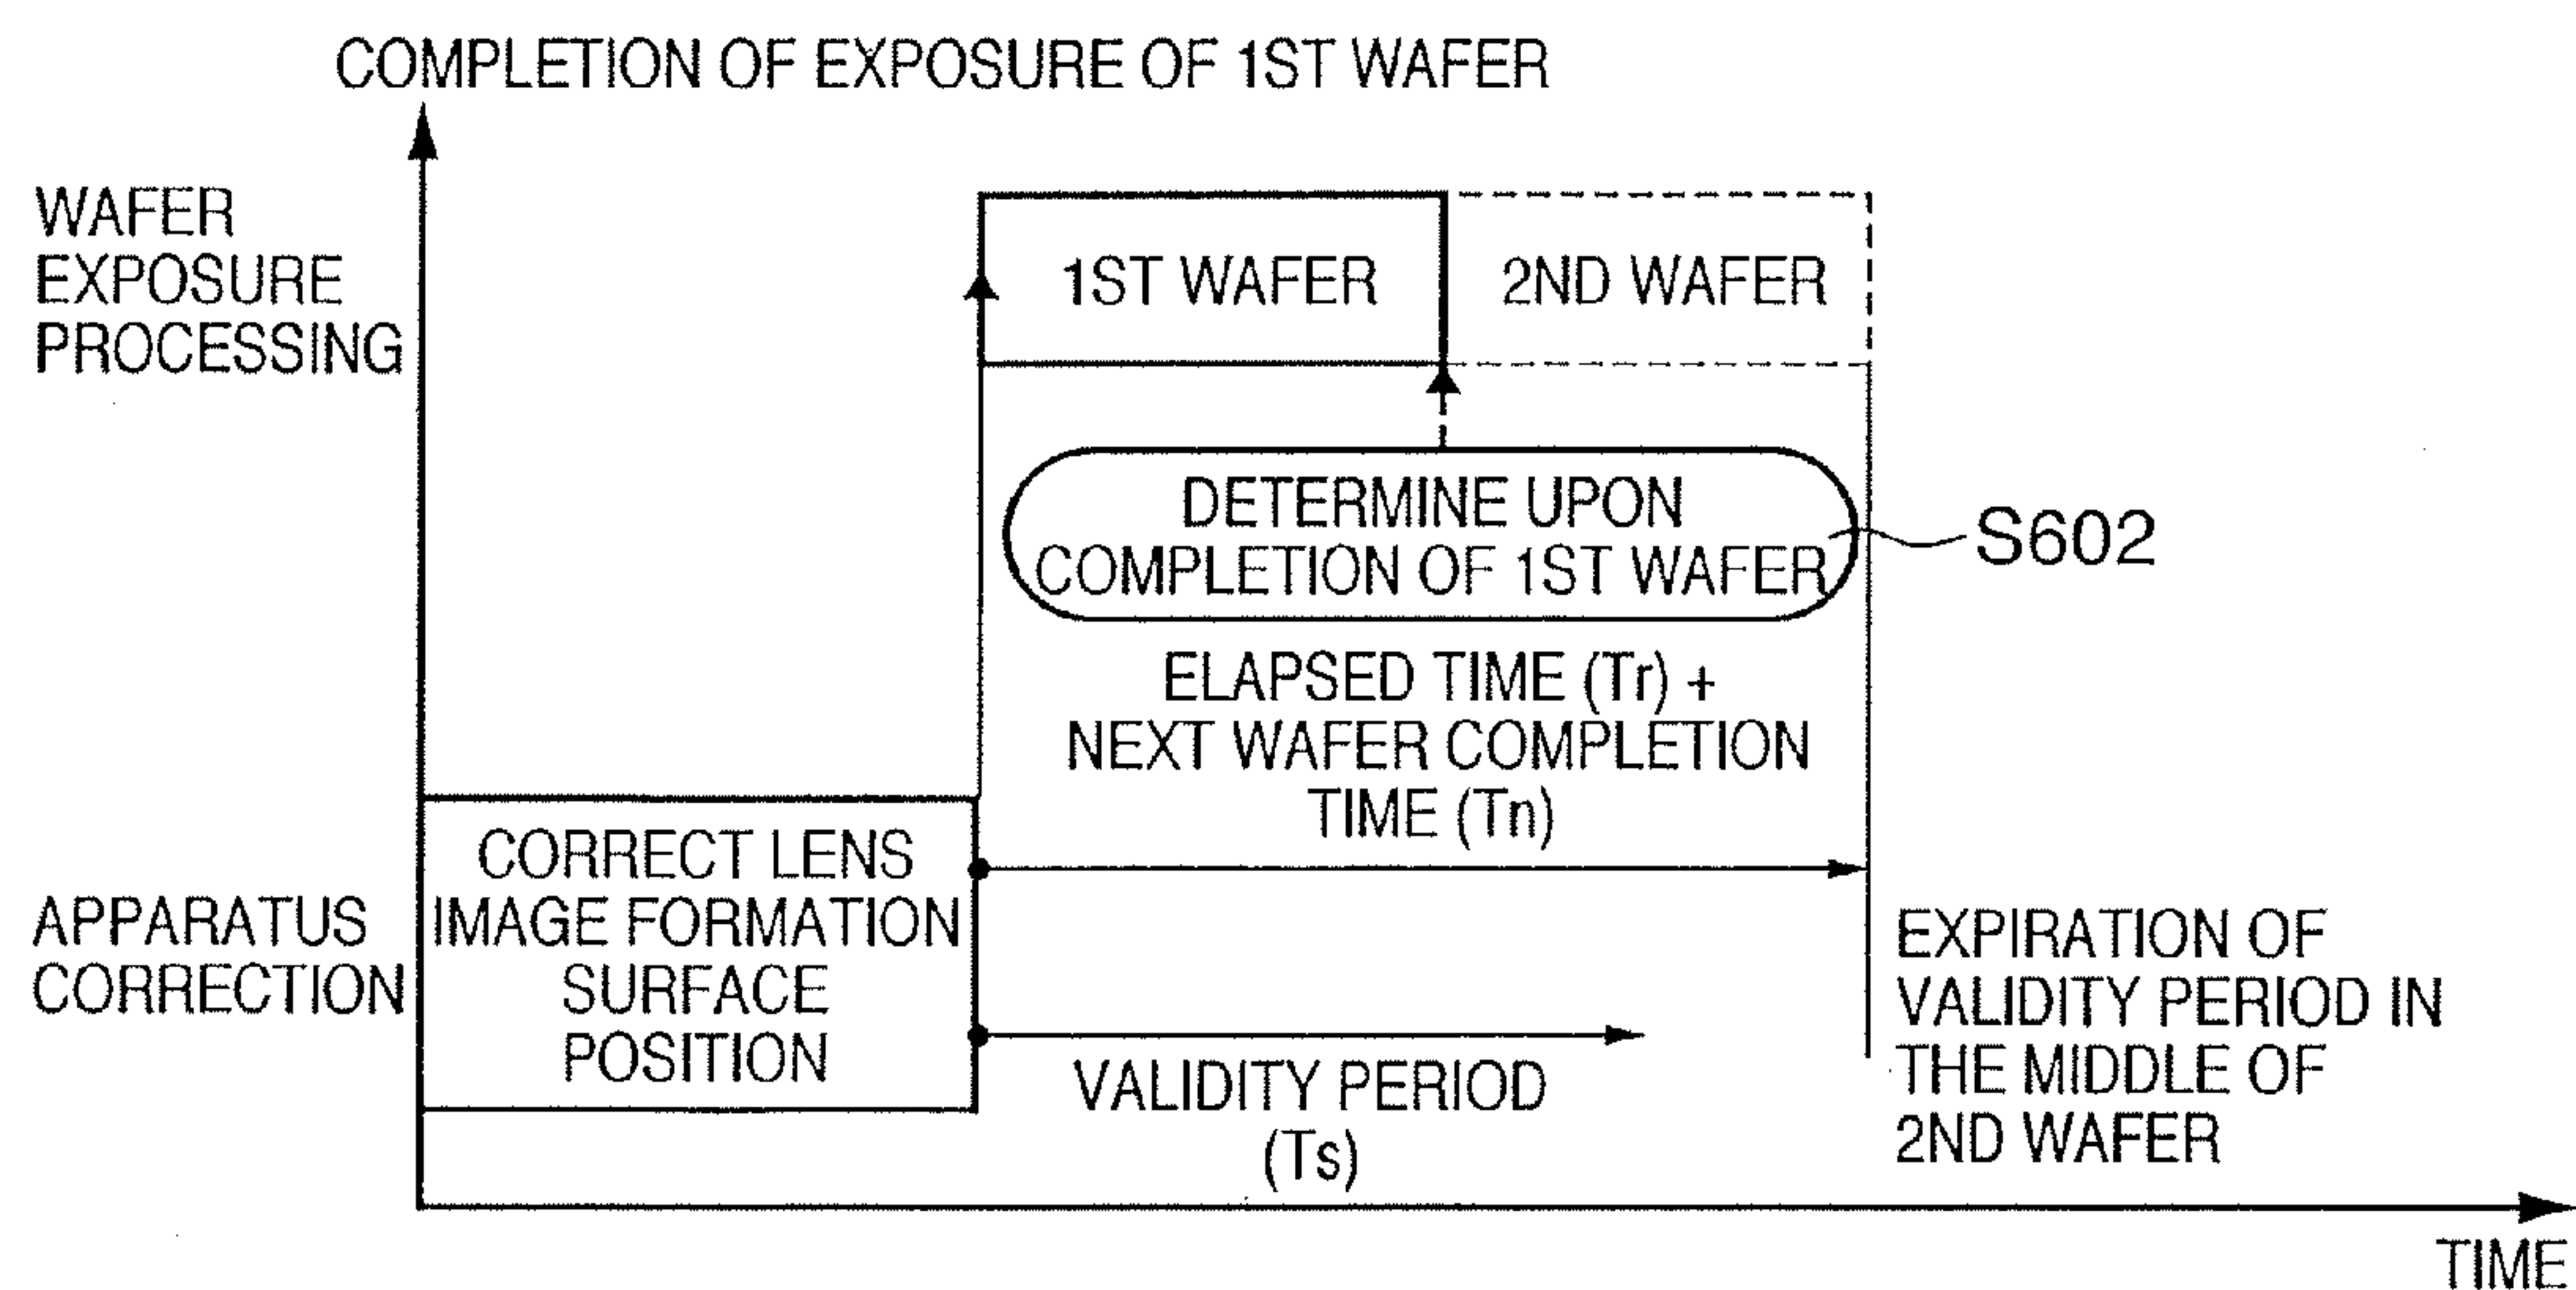 COMPLETION OF EXPOSURE OF 1ST WAFER
WAFER
EXPOSURE
PROCESSING
1ST WAFER
2ND WAFER
DETERMINE UPON
COMPLETION OF 1ST WAFER
S602
ELAPSED TIME (Tr) +
NEXT WAFER COMPLETION
TIME (Tn)
APPARATUS
CORRECTION
CORRECT LENS
IMAGE FORMATION
SURFACE
POSITION
VALIDITY PERIOD
(Ts)
EXPIRATION OF
VALIDITY PERIOD IN
THE MIDDLE OF
2ND WAFER
TIME